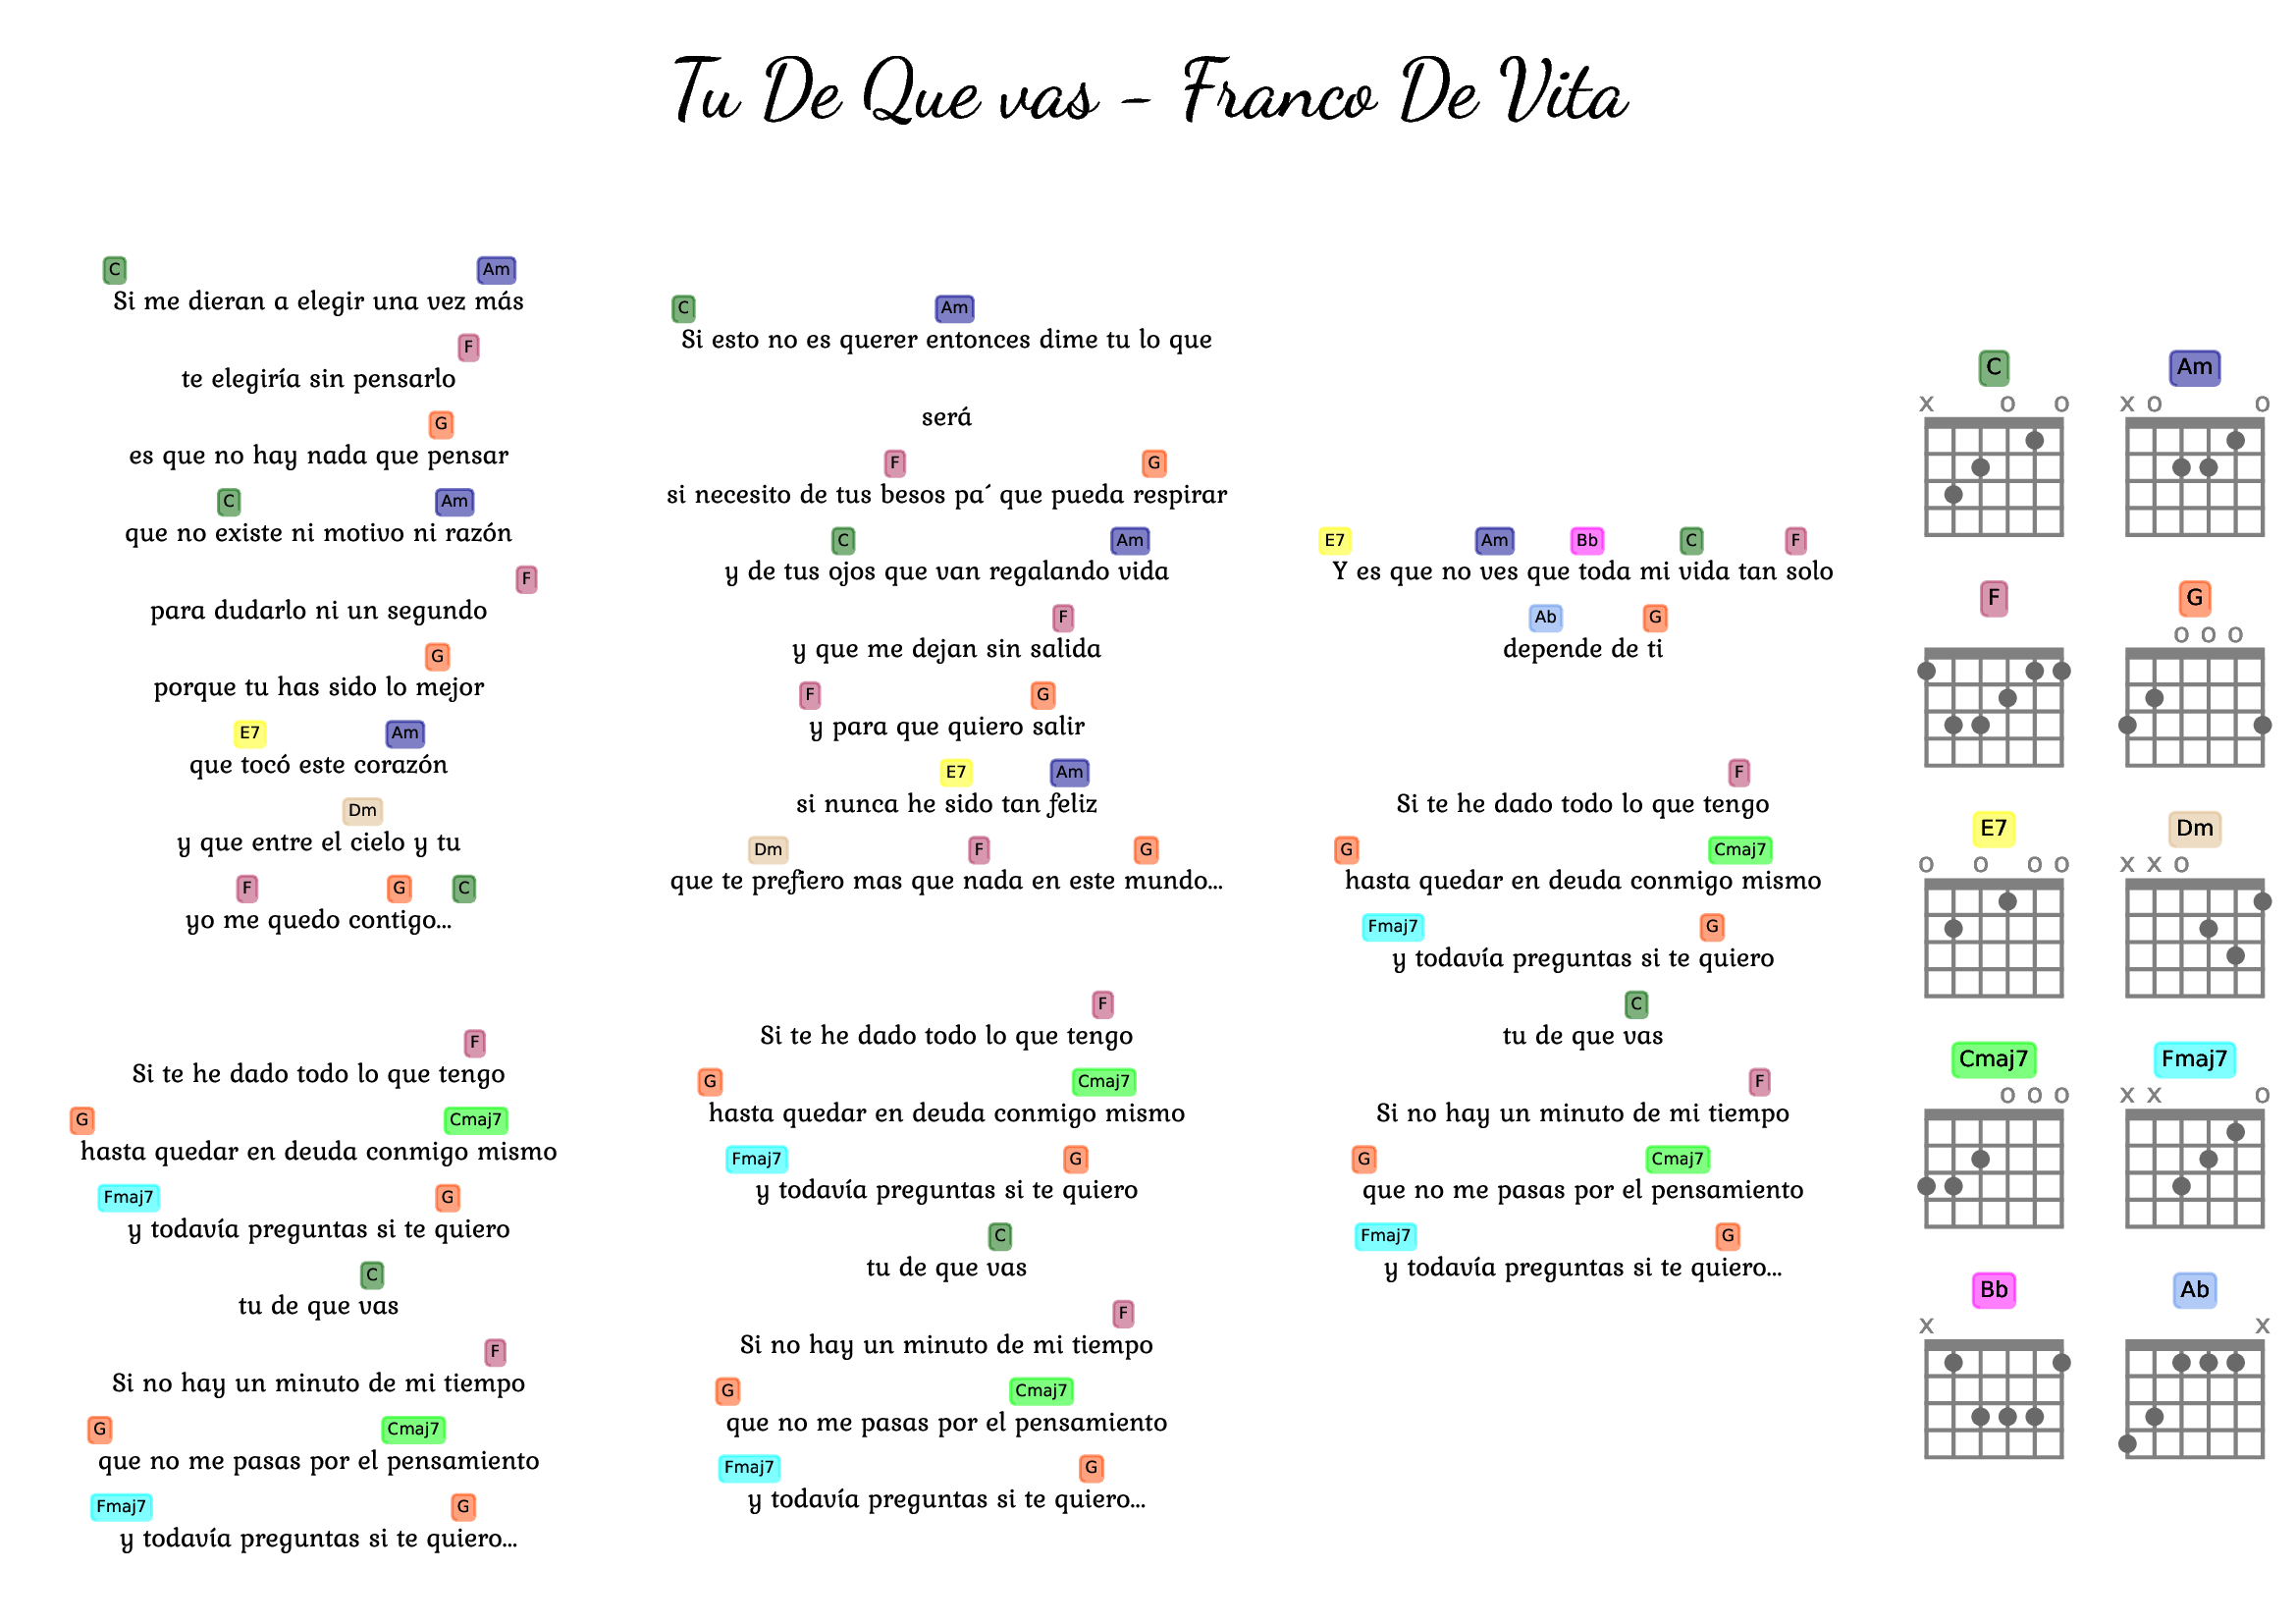 Tu De Que vas - Franco De Vita
C Am
Si me dieran a elegir una vez más
F
te elegiría sin pensarlo
G
es que no hay nada que pensar
C Am
que no existe ni motivo ni razón
F
para dudarlo ni un segundo
G
porque tu has sido lo mejor
E7 Am
que tocó este corazón
Dm
y que entre el cielo y tu
F G C
yo me quedo contigo...
F
Si te he dado todo lo que tengo
G Cmaj7
hasta quedar en deuda conmigo mismo
Fmaj7 G
y todavía preguntas si te quiero
C
tu de que vas
F
Si no hay un minuto de mi tiempo
G Cmaj7
que no me pasas por el pensamiento
Fmaj7 G
y todavía preguntas si te quiero...
C Am
Si esto no es querer entonces dime tu lo que
será
F G
si necesito de tus besos pa´ que pueda respirar
C Am
y de tus ojos que van regalando vida
F
y que me dejan sin salida
F G
y para que quiero salir
E7 Am
si nunca he sido tan feliz
Dm F G
que te prefiero mas que nada en este mundo...
F
Si te he dado todo lo que tengo
G Cmaj7
hasta quedar en deuda conmigo mismo
Fmaj7 G
y todavía preguntas si te quiero
C
tu de que vas
F
Si no hay un minuto de mi tiempo
G Cmaj7
que no me pasas por el pensamiento
Fmaj7 G
y todavía preguntas si te quiero...
E7 Am Bb C F
Y es que no ves que toda mi vida tan solo
Ab G
depende de ti
F
Si te he dado todo lo que tengo
G Cmaj7
hasta quedar en deuda conmigo mismo
Fmaj7 G
y todavía preguntas si te quiero
C
tu de que vas
F
Si no hay un minuto de mi tiempo
G Cmaj7
que no me pasas por el pensamiento
Fmaj7 G
y todavía preguntas si te quiero...
C Am
x o o x o o
F G
o o o
E7 Dm
o o o o x x o
Cmaj7 Fmaj7
o o o x x o
Bb Ab
x x